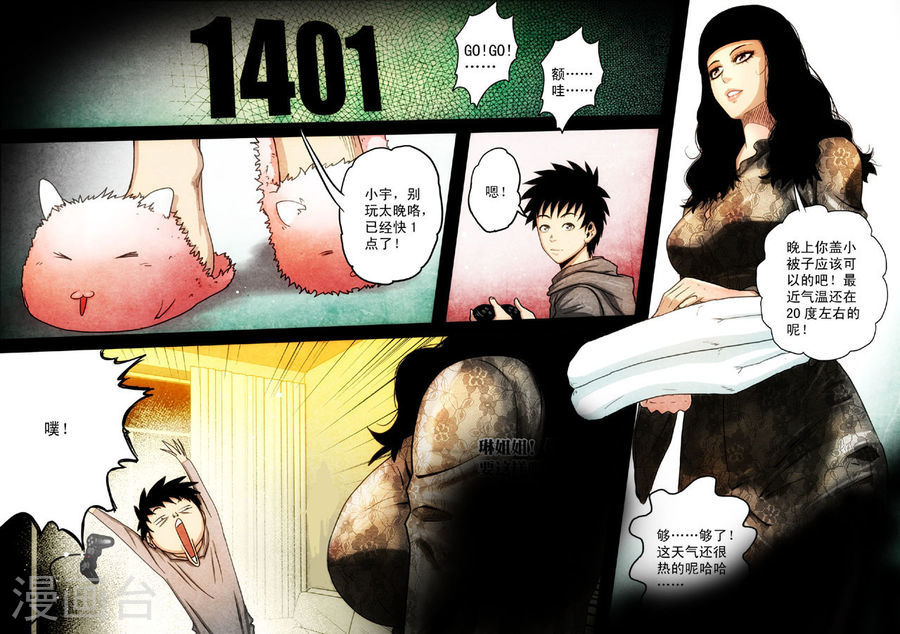 1401
GO!GO!
……
额……
哇……
小宇，别
玩太晚咯，
已经快1
点了！
嗯！
晚上你盖小
被子应该可
以的吧！最
近气温还在
20度左右的
呢！
噗！
琳姐姐！
要这样
够……够了！
这天气还很
热的呢哈哈
……
漫画台